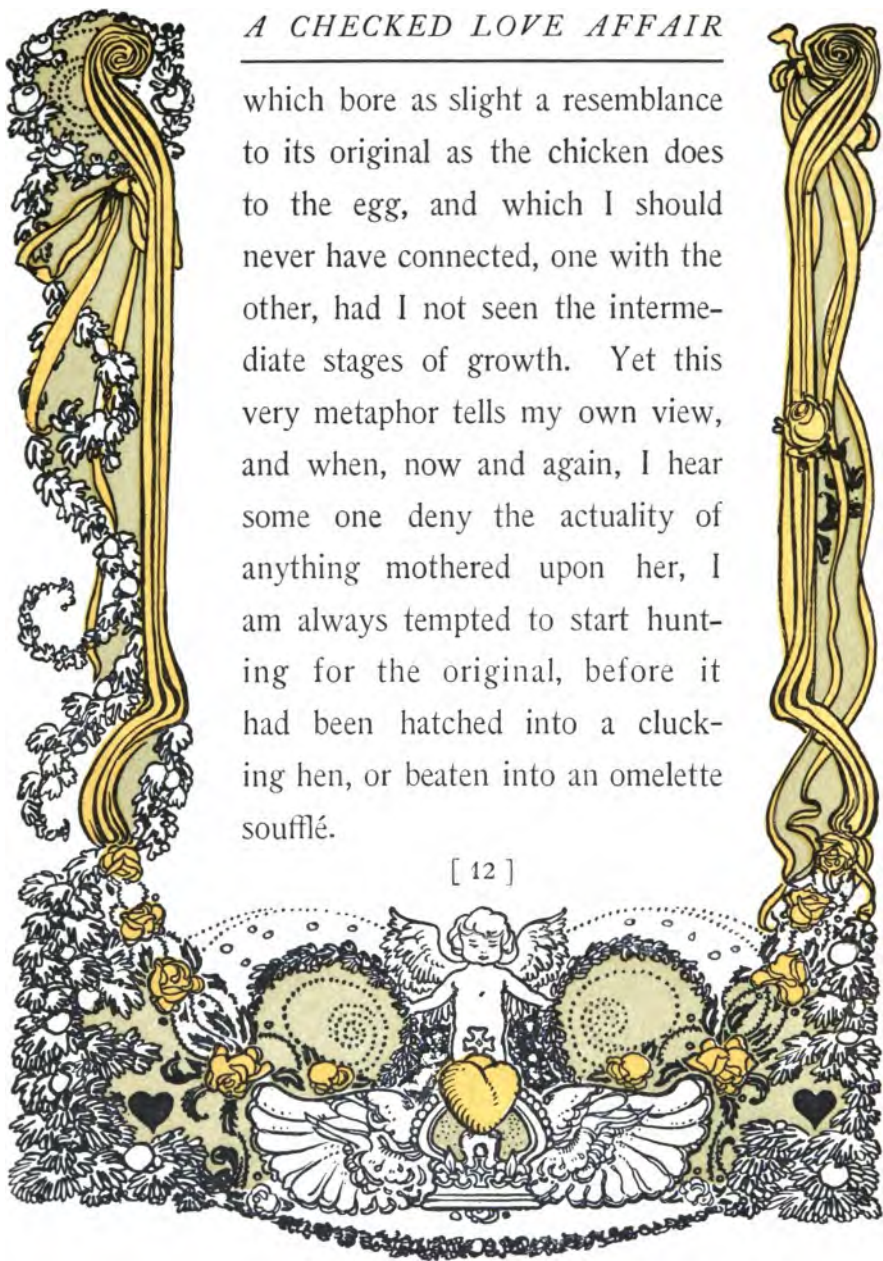 A CHECKED LOVE AFFAIR
which bore as slight a resemblance
to its original as the chicken does
to the egg, and which I should
never have connected, one with the
other, had I not seen the interme-
diate stages of growth. Yet this
very metaphor tells my own view,
and when, now and again, I hear
some one deny the actuality of
anything mothered upon her, I
am always tempted to start hunt-
ing for the original, before it
had been hatched into a cluck-
ing hen, or beaten into an omelette
soufflé.
[ 12 ]